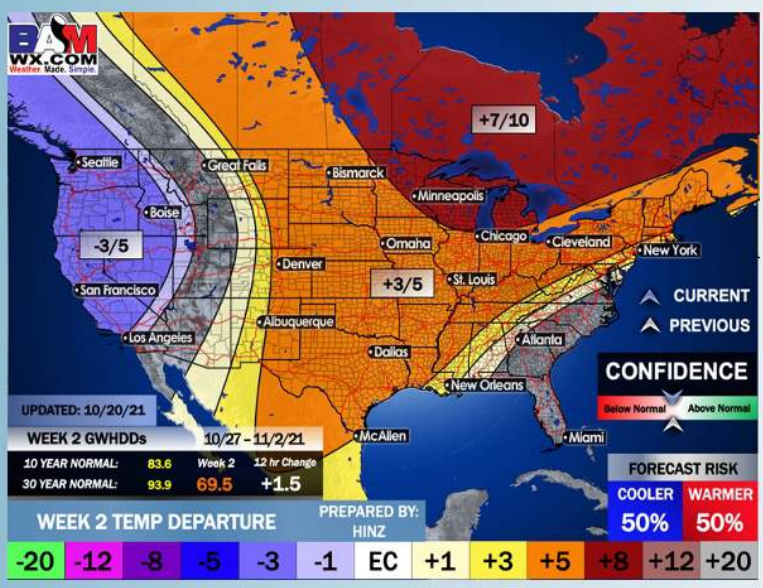 BAM
WX.COM
Weather. Made. Simple.
+7/10
Seattle
Great Falls
Bismarck
Minneapolis
Boise
-3/5
Omaha
Chicago
Cleveland
New York
Denver
+3/5
St. Louis
San Francisco
CURRENT
PREVIOUS
Los Angeles
Albuquerque
Atlanta
Dallas
CONFIDENCE
New Orleans
Below Normal
Above Normal
UPDATED: 10/20/21
WEEK 2 GWHDDs 10/27 - 11/2/21
McAllen
Miami
10 YEAR NORMAL: 83.6 Week 2 12 hr Change
30 YEAR NORMAL: 93.9 69.5 +1.5
FORECAST RISK
COOLER WARMER
50% 50%
WEEK 2 TEMP DEPARTURE
PREPARED BY:
HINZ
-20 -12 -8 -5 -3 -1 EC +1 +3 +5 +8 +12 +20